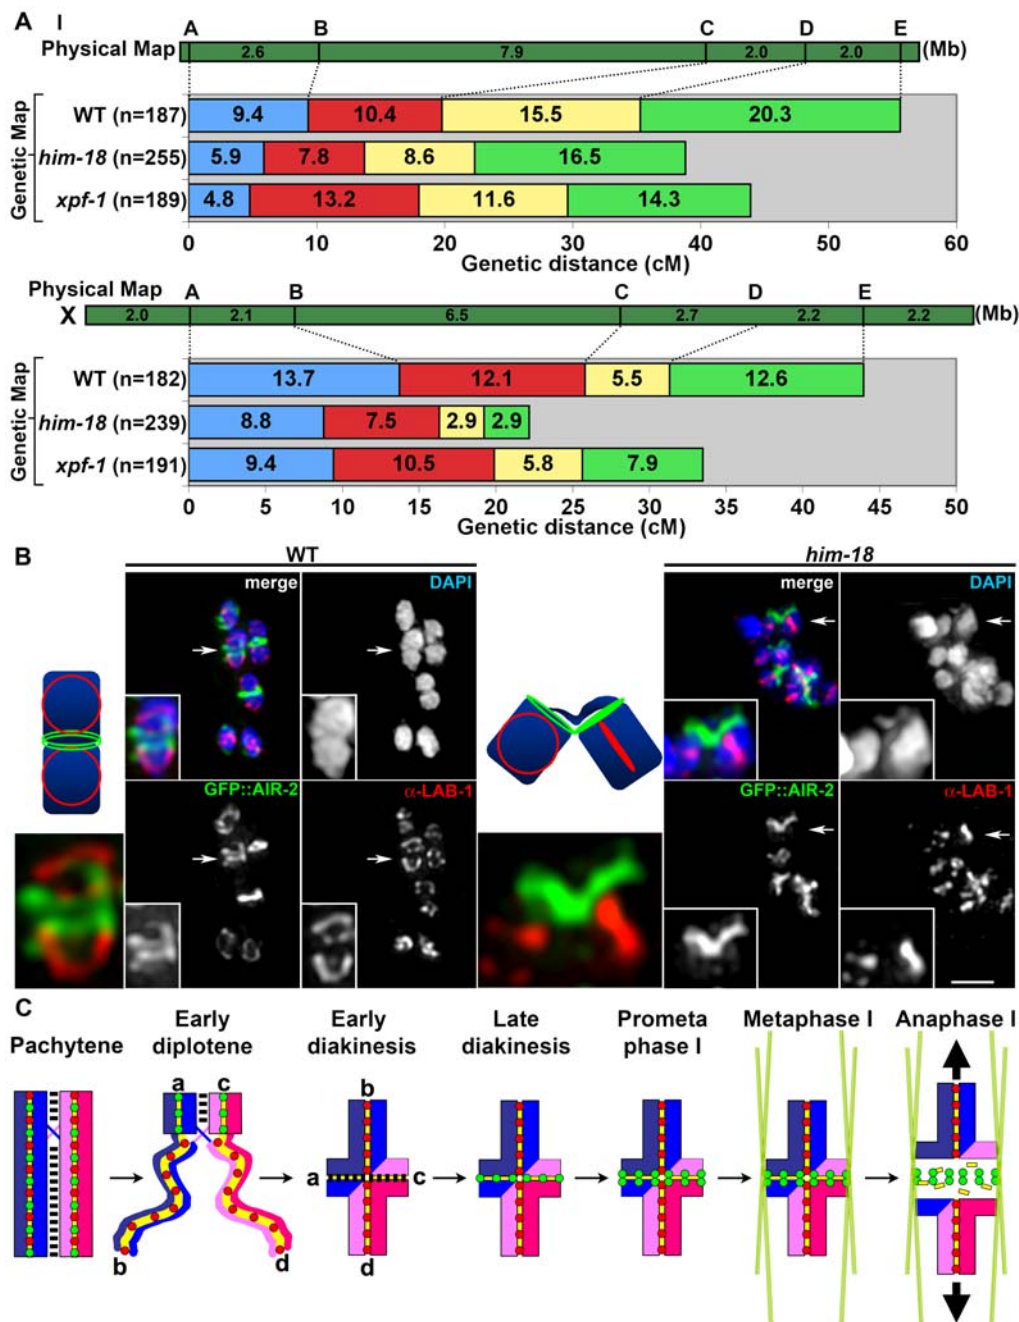 A I
A B C D E
Physical Map 2.6 7.9 2.0 2.0 (Mb)
Genetic Map
WT (n=187) 9.4 10.4 15.5 20.3
him-18 (n=255) 5.9 7.8 8.6 16.5
xpf-1 (n=189) 4.8 13.2 11.6 14.3
0 10 20 30 40 50 60
Genetic distance (cM)
Physical Map A B C D E
X 2.0 2.1 6.5 2.7 2.2 2.2 (Mb)
Genetic Map
WT (n=182) 13.7 12.1 5.5 12.6
him-18 (n=239) 8.8 7.5 2.9 2.9
xpf-1 (n=191) 9.4 10.5 5.8 7.9
0 5 10 15 20 25 30 35 40 45 50
Genetic distance (cM)
B WT him-18
merge DAPI merge DAPI
GFP::AIR-2 α-LAB-1 GFP::AIR-2 α-LAB-1
C
Pachytene
Early
diplotene
Early
diakinesis
Late
diakinesis
Prometa
phase I
Metaphase I
Anaphase I
a c
b d
b
a c
d